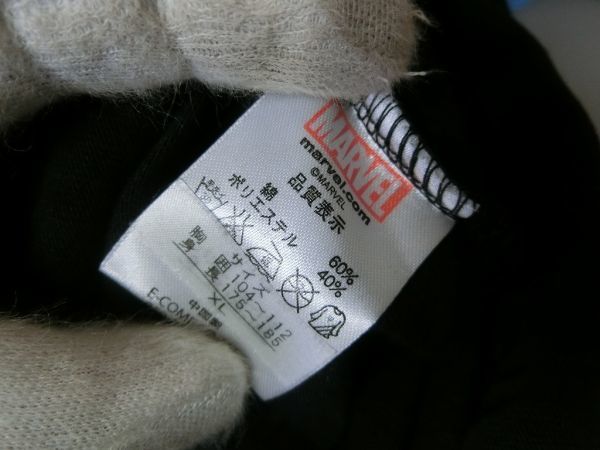 MARVEL
marvel.com
©MARVEL
品質表示
綿 60%
ポリエステル 40%
サイズ XL
胸囲 104～112
身長 175～185
中国製